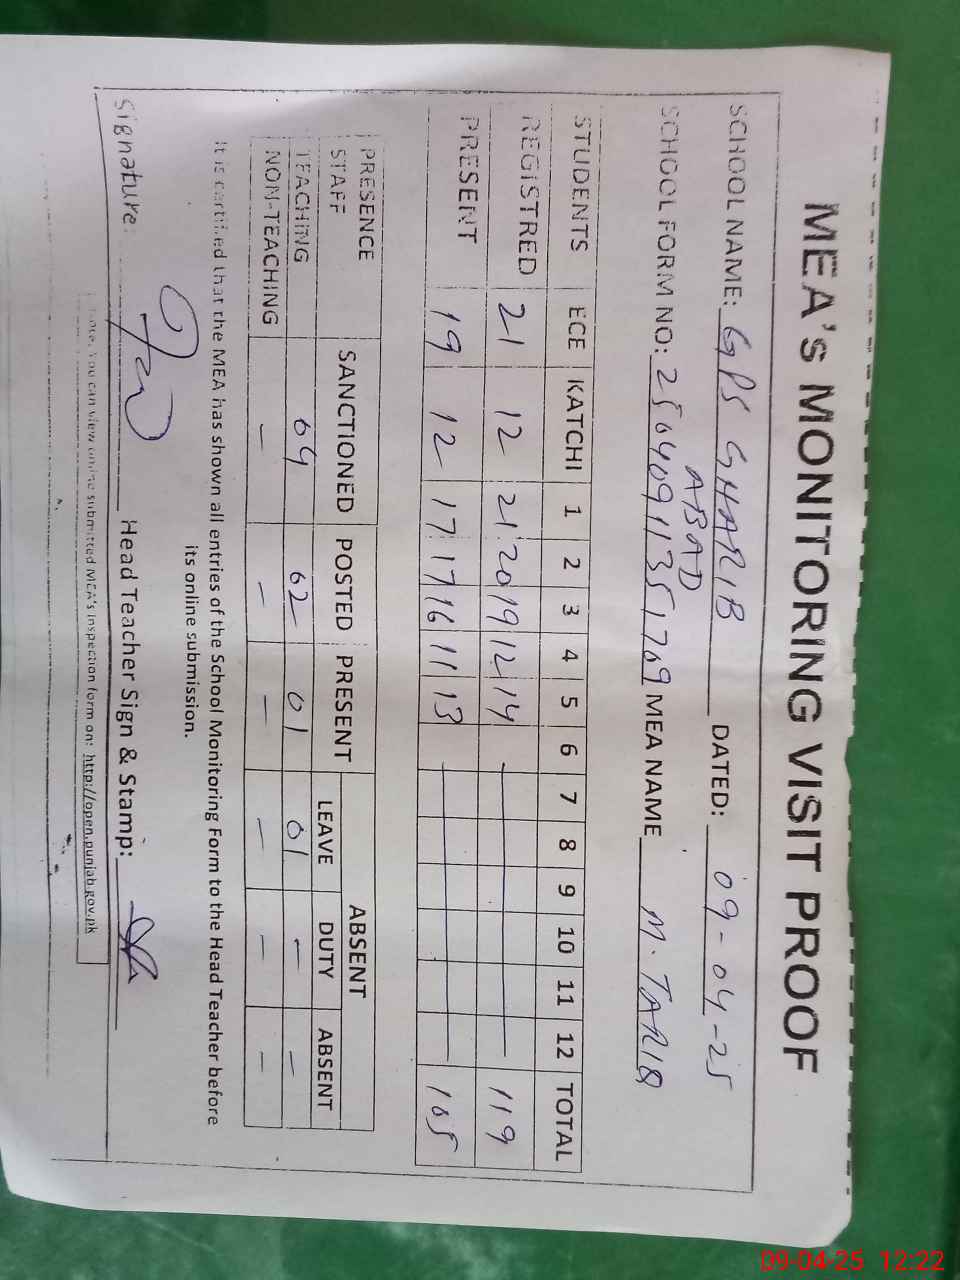 MEA's MONITORING VISIT PROOF
SCHOOL NAME: GPS GHARIB ABAD DATED: 09-04-25
SCHOOL FORM NO: 25040911351709 MEA NAME M. TARIQ
STUDENTS ECE KATCHI 1 2 3 4 5 6 7 8 9 10 11 12 TOTAL
REGISTRED 21 12 21 20 19 12 14 119
PRESENT 19 12 17 17 16 11 13 105
PRESENCE STAFF SANCTIONED POSTED PRESENT ABSENT
LEAVE DUTY ABSENT
TEACHING 04 02 01 01 – –
NON-TEACHING – – – – – –
It is certified that the MEA has shown all entries of the School Monitoring Form to the Head Teacher before
its online submission.
Signature: Head Teacher Sign & Stamp:
Note: You can view online submitted MEA's inspection form on: http://open.punjab.gov.pk
09-04-25 12:22